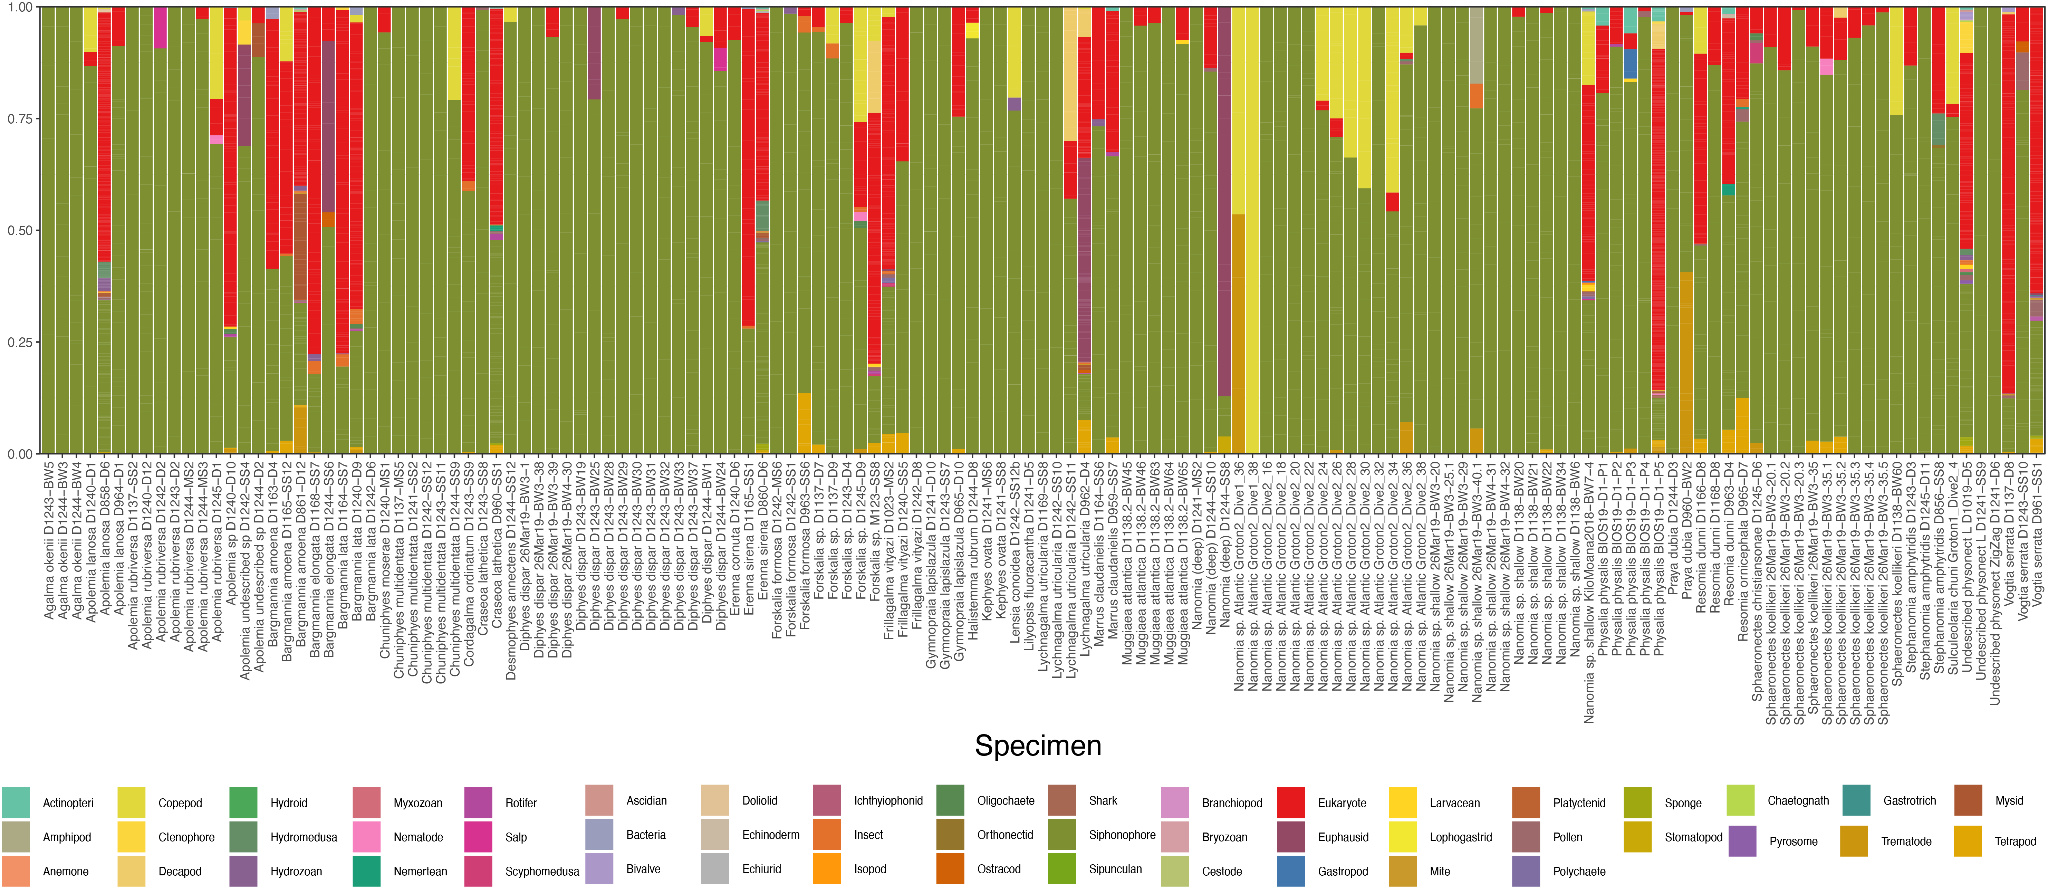 1.00
0.75
0.50
0.25
0.00
Agalma okenii D1243−BW5
Agalma okenii D1244−BW3
Agalma okenii D1244−BW4
Apolemia lanosa D1240−D1
Apolemia lanosa D858−D6
Apolemia lanosa D964−D1
Apolemia rubriversa D1137−SS2
Apolemia rubriversa D1240−D12
Apolemia rubriversa D1242−D2
Apolemia rubriversa D1243−D2
Apolemia rubriversa D1244−MS2
Apolemia rubriversa D1244−MS3
Apolemia rubriversa D1245−D1
Apolemia sp D1240−D10
Apolemia undescribed sp D1242−SS4
Apolemia undescribed sp D1244−D2
Bargmannia amoena D1163−D4
Bargmannia amoena D1165−SS12
Bargmannia amoena D861−D12
Bargmannia elongata D1168−SS7
Bargmannia elongata D1244−SS6
Bargmannia lata D1164−SS7
Bargmannia lata D1240−D9
Bargmannia lata D1242−D6
Chuniphyes moserae D1240−MS1
Chuniphyes multidentata D1137−MS5
Chuniphyes multidentata D1241−SS2
Chuniphyes multidentata D1242−SS12
Chuniphyes multidentata D1243−SS11
Chuniphyes multidentata D1244−SS9
Cordagalma ordinatum D1243−SS9
Craseoa lathetica D1243−SS8
Craseoa lathetica D960−SS1
Desmophyes annectens D1244−SS12
Diphyes dispar 26Mar19−BW3−1
Diphyes dispar 26Mar19−BW3−38
Diphyes dispar 26Mar19−BW3−39
Diphyes dispar 26Mar19−BW4−30
Diphyes dispar D1243−BW19
Diphyes dispar D1243−BW25
Diphyes dispar D1243−BW28
Diphyes dispar D1243−BW29
Diphyes dispar D1243−BW30
Diphyes dispar D1243−BW31
Diphyes dispar D1243−BW32
Diphyes dispar D1243−BW33
Diphyes dispar D1243−BW37
Diphyes dispar D1244−BW1
Diphyes dispar D1244−BW24
Erenna cornuta D1240−D6
Erenna sirena D1165−SS1
Erenna sirena D860−D6
Forskalia formosa D1242−MS6
Forskalia formosa D1242−SS1
Forskalia formosa D963−SS6
Forskalia sp. D1137−D7
Forskalia sp. D1137−D9
Forskalia sp. D1243−D4
Forskalia sp. D1245−D9
Forskalia sp. M123−SS8
Frillagalma vityazi D1023−MS2
Frillagalma vityazi D1240−SS5
Frillagalma vityazi D1242−D8
Gymnopraia lapislazula D1241−D10
Gymnopraia lapislazula D1243−SS7
Gymnopraia lapislazula D965−D10
Halistemma rubrum D1244−D8
Kephyes ovata D1241−MS6
Kephyes ovata D1241−SS8
Lensia conoidea D1242−SS12b
Lilyopsis fluoracantha D1241−D5
Lychnagalma utricularia D1169−SS8
Lychnagalma utricularia D1242−SS10
Lychnagalma utricularia D1242−SS11
Lychnagalma utricularia D962−D4
Marrus claudanielis D1164−SS6
Marrus claudanielis D959−SS7
Muggiaea atlantica D1138.2−BW45
Muggiaea atlantica D1138.2−BW46
Muggiaea atlantica D1138.2−BW63
Muggiaea atlantica D1138.2−BW64
Muggiaea atlantica D1138.2−BW65
Nanomia (deep) D1241−MS2
Nanomia (deep) D1244−SS10
Nanomia (deep) D1244−SS8
Nanomia sp. Atlantic Groton2_Dive1_36
Nanomia sp. Atlantic Groton2_Dive1_38
Nanomia sp. Atlantic Groton2_Dive2_16
Nanomia sp. Atlantic Groton2_Dive2_18
Nanomia sp. Atlantic Groton2_Dive2_20
Nanomia sp. Atlantic Groton2_Dive2_22
Nanomia sp. Atlantic Groton2_Dive2_24
Nanomia sp. Atlantic Groton2_Dive2_26
Nanomia sp. Atlantic Groton2_Dive2_28
Nanomia sp. Atlantic Groton2_Dive2_30
Nanomia sp. Atlantic Groton2_Dive2_32
Nanomia sp. Atlantic Groton2_Dive2_34
Nanomia sp. Atlantic Groton2_Dive2_36
Nanomia sp. Atlantic Groton2_Dive2_38
Nanomia sp. shallow 26Mar19−BW3−20
Nanomia sp. shallow 26Mar19−BW3−25.1
Nanomia sp. shallow 26Mar19−BW3−29
Nanomia sp. shallow 26Mar19−BW3−40.1
Nanomia sp. shallow 26Mar19−BW4−31
Nanomia sp. shallow 26Mar19−BW4−32
Nanomia sp. shallow D1138−BW20
Nanomia sp. shallow D1138−BW21
Nanomia sp. shallow D1138−BW22
Nanomia sp. shallow D1138−BW34
Nanomia sp. shallow D1138−BW6
Nanomia sp. shallow KiloMoana2018−BW7−4
Physalia physalis BIOS19−D1−P1
Physalia physalis BIOS19−D1−P2
Physalia physalis BIOS19−D1−P3
Physalia physalis BIOS19−D1−P4
Physalia physalis BIOS19−D1−P5
Praya dubia D1244−D3
Praya dubia D960−BW2
Resomia dunni D1166−D8
Resomia dunni D1168−D8
Resomia dunni D963−D4
Resomia ornicephala D965−D7
Sphaeronectes christiansonae D1245−D6
Sphaeronectes koellikeri 26Mar19−BW3−20.1
Sphaeronectes koellikeri 26Mar19−BW3−20.2
Sphaeronectes koellikeri 26Mar19−BW3−20.3
Sphaeronectes koellikeri 26Mar19−BW3−35
Sphaeronectes koellikeri 26Mar19−BW3−35.1
Sphaeronectes koellikeri 26Mar19−BW3−35.2
Sphaeronectes koellikeri 26Mar19−BW3−35.3
Sphaeronectes koellikeri 26Mar19−BW3−35.4
Sphaeronectes koellikeri 26Mar19−BW3−35.5
Sphaeronectes koellikeri D1138−BW60
Stephanomia amphytridis D1243−D3
Stephanomia amphytridis D1245−D11
Stephanomia amphytridis D856−SS8
Sulculeolaria chuni Groton1_Dive2_4
Undescribed physonect L D1019−D5
Undescribed physonect L D1241−SS9
Undescribed physonect ZigZag D1241−D6
Vogtia serrata D1137−D8
Vogtia serrata D1243−SS10
Vogtia serrata D961−SS1
Specimen
Actinopteri Copepod Hydroid Myxozoan Rotifer Ascidian Doliolid Ichthyiophonid Oligochaete Shark Branchiopod Eukaryote Larvacean Platyctenid Sponge Chaetognath Gastrotrich Mysid
Amphipod Ctenophore Hydromedusa Nematode Salp Bacteria Echinoderm Insect Orthonectid Siphonophore Bryozoan Euphausid Lophogastrid Pollen Stomatopod Pyrosome Trematode Tetrapod
Anemone Decapod Hydrozoan Nemertean Scyphomedusa Bivalve Echiurid Isopod Ostracod Sipunculan Cestode Gastropod Mite Polychaete